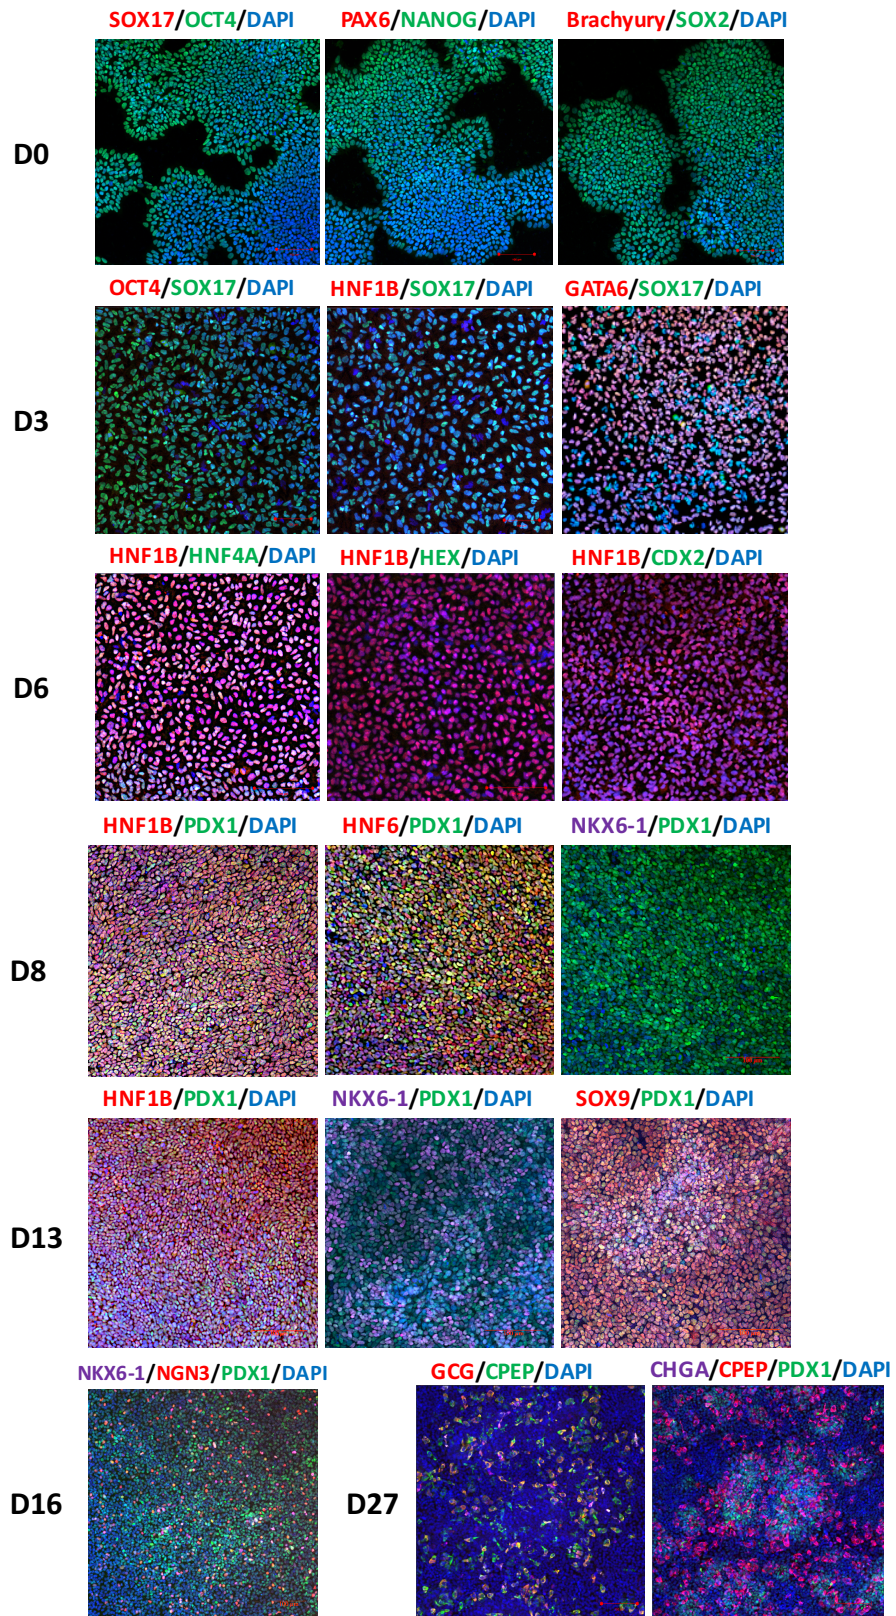 SOX17/OCT4/DAPI PAX6/NANOG/DAPI Brachyury/SOX2/DAPI
D0
OCT4/SOX17/DAPI HNF1B/SOX17/DAPI GATA6/SOX17/DAPI
D3
HNF1B/HNF4A/DAPI HNF1B/HEX/DAPI HNF1B/CDX2/DAPI
D6
HNF1B/PDX1/DAPI HNF6/PDX1/DAPI NKX6-1/PDX1/DAPI
D8
HNF1B/PDX1/DAPI NKX6-1/PDX1/DAPI SOX9/PDX1/DAPI
D13
NKX6-1/NGN3/PDX1/DAPI GCG/CPEP/DAPI CHGA/CPEP/PDX1/DAPI
D16 D27